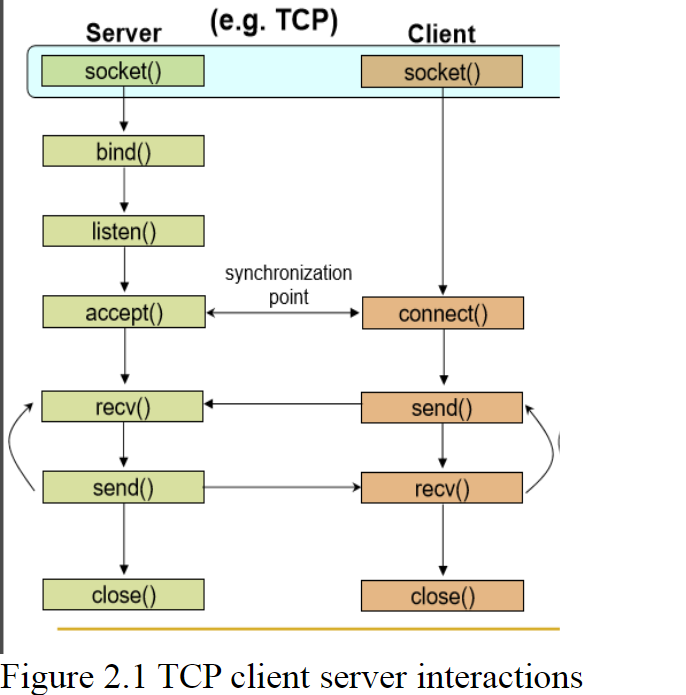 (e.g. TCP)
Server
Client
socket()
socket()
bind()
listen()
synchronization
point
accept()
connect()
recv()
send()
send()
recv()
close()
close()
Figure 2.1 TCP client server interactions